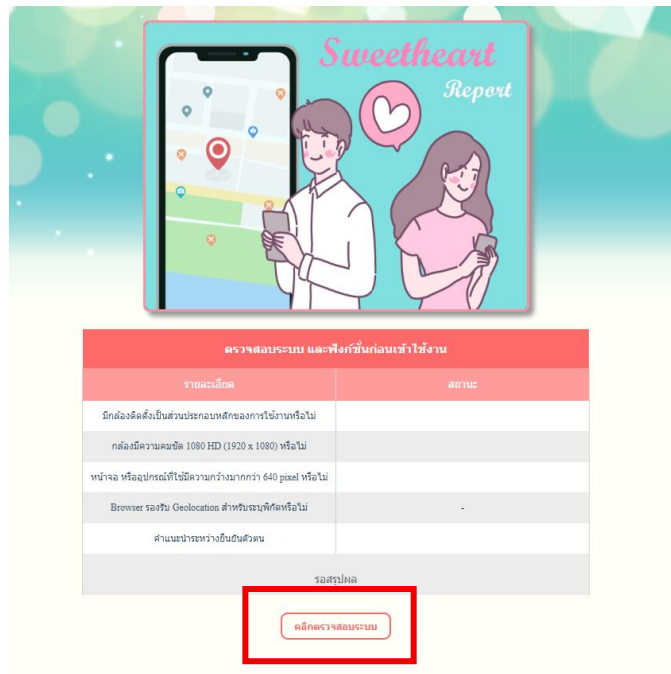 Sweetheart
Report
ตรวจสอบระบบ และฟังก์ชั่นก่อนเข้าใช้งาน
รายละเอียด สถานะ
มีกล้องติดตั้งเป็นส่วนประกอบหลักของการใช้งานหรือไม่
กล้องมีความคมชัด 1080 HD (1920 x 1080) หรือไม่
หน้าจอ หรืออุปกรณ์ที่ใช้มีความกว้างมากกว่า 640 pixel หรือไม่
Browser รองรับ Geolocation สำหรับระบุพิกัดหรือไม่ -
คำแนะนำระหว่างยืนยันตัวตน
รอสรุปผล
คลิกตรวจสอบระบบ